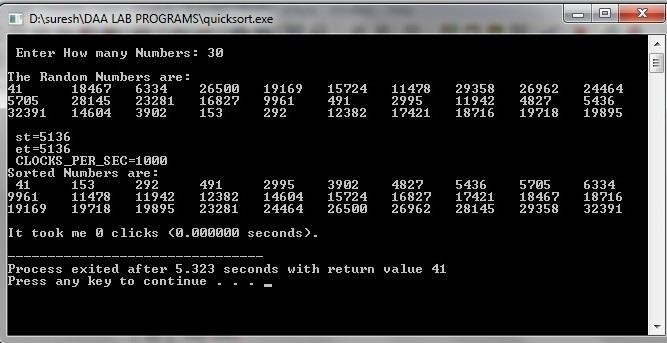 D:\suresh\DAA LAB PROGRAMS\quicksort.exe
Enter How many Numbers: 30
The Random Numbers are:
41 18467 6334 26500 19169 15724 11478 29358 26962 24464
5705 28145 23281 16827 9961 491 2995 11942 4827 5436
32391 14604 3902 153 292 12382 17421 18716 19718 19895
st=5136
et=5136
CLOCKS_PER_SEC=1000
Sorted Numbers are:
41 153 292 491 2995 3902 4827 5436 5705 6334
9961 11478 11942 12382 14604 15724 16827 17421 18467 18716
19169 19718 19895 23281 24464 26500 26962 28145 29358 32391
It took me 0 clicks (0.000000 seconds).
--------------------------------
Process exited after 5.323 seconds with return value 41
Press any key to continue . . . _